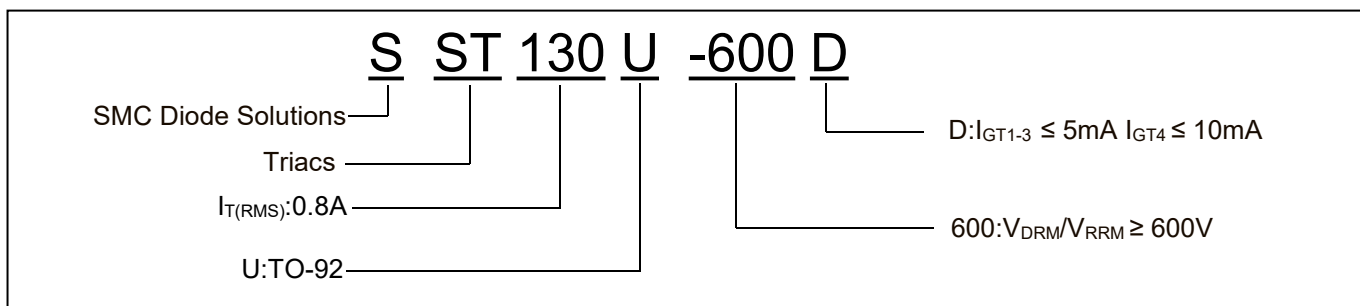 S ST 130 U -600 D
SMC Diode Solutions
Triacs
IT(RMS):0.8A
U:TO-92
D:IGT1-3 ≤ 5mA IGT4 ≤ 10mA
600:VDRM/VRRM ≥ 600V